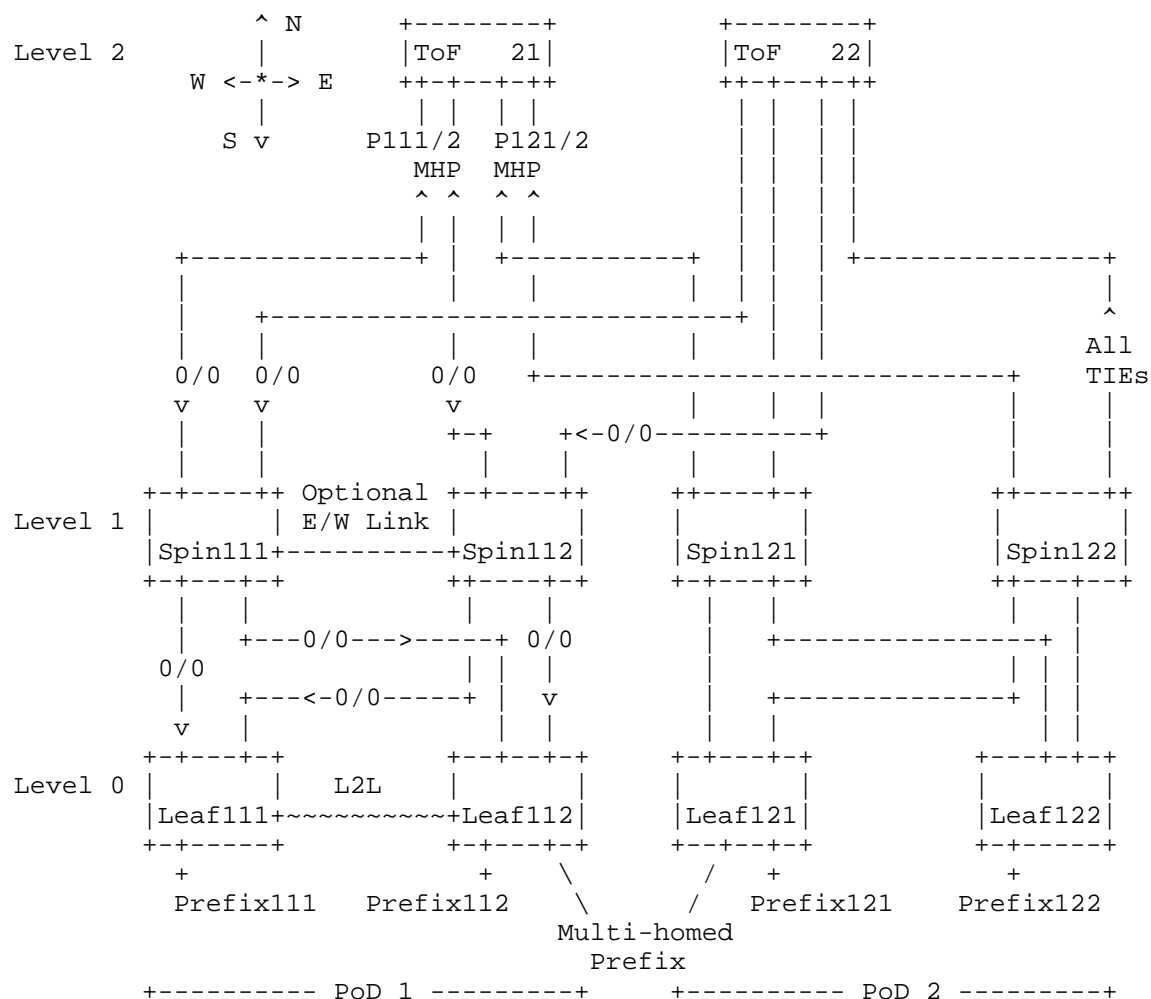 ^ N
Level 2 ToF 21 ToF 22
W <-*-> E
S v P111/2 P121/2
MHP MHP
All
0/0 0/0 0/0 TIEs
v v v
<-0/0
Optional
Level 1 E/W Link
Spin111 Spin112 Spin121 Spin122
0/0 > 0/0
0/0
<-0/0 v
v
Level 0 L2L
Leaf111 Leaf112 Leaf121 Leaf122
Prefix111 Prefix112 Prefix121 Prefix122
Multi-homed
Prefix
PoD 1 PoD 2